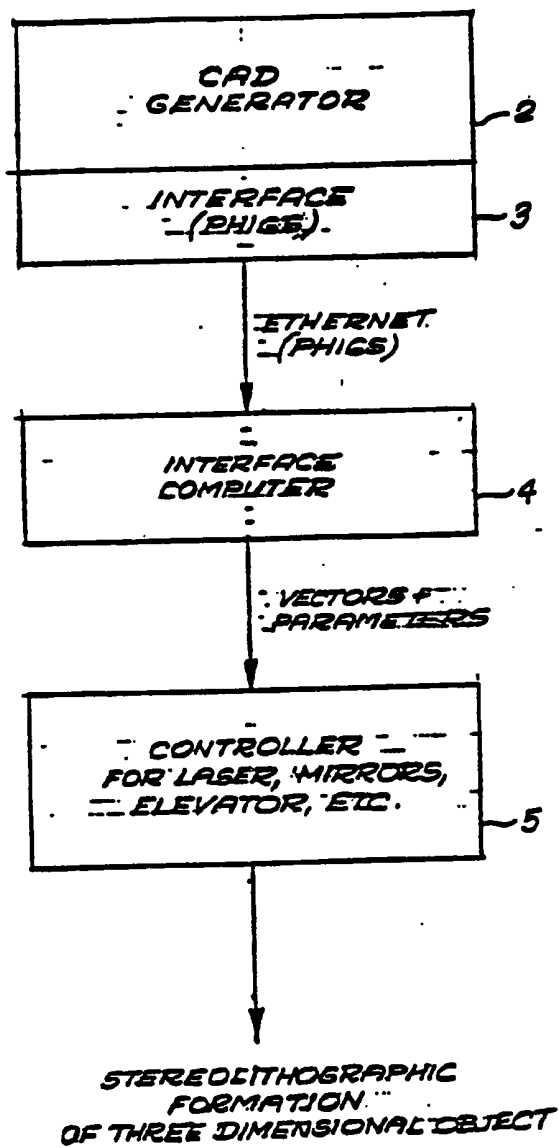 CAD
GENERATOR
2
INTERFACE
(PHIGS).
3
ETHERNET
(PHIGS)
INTERFACE
COMPUTER
4
VECTORS &
PARAMETERS
CONTROLLER
FOR LASER, MIRRORS,
ELEVATOR, ETC.
5
STEREOLITHOGRAPHIC
FORMATION
OF THREE DIMENSIONAL OBJECT